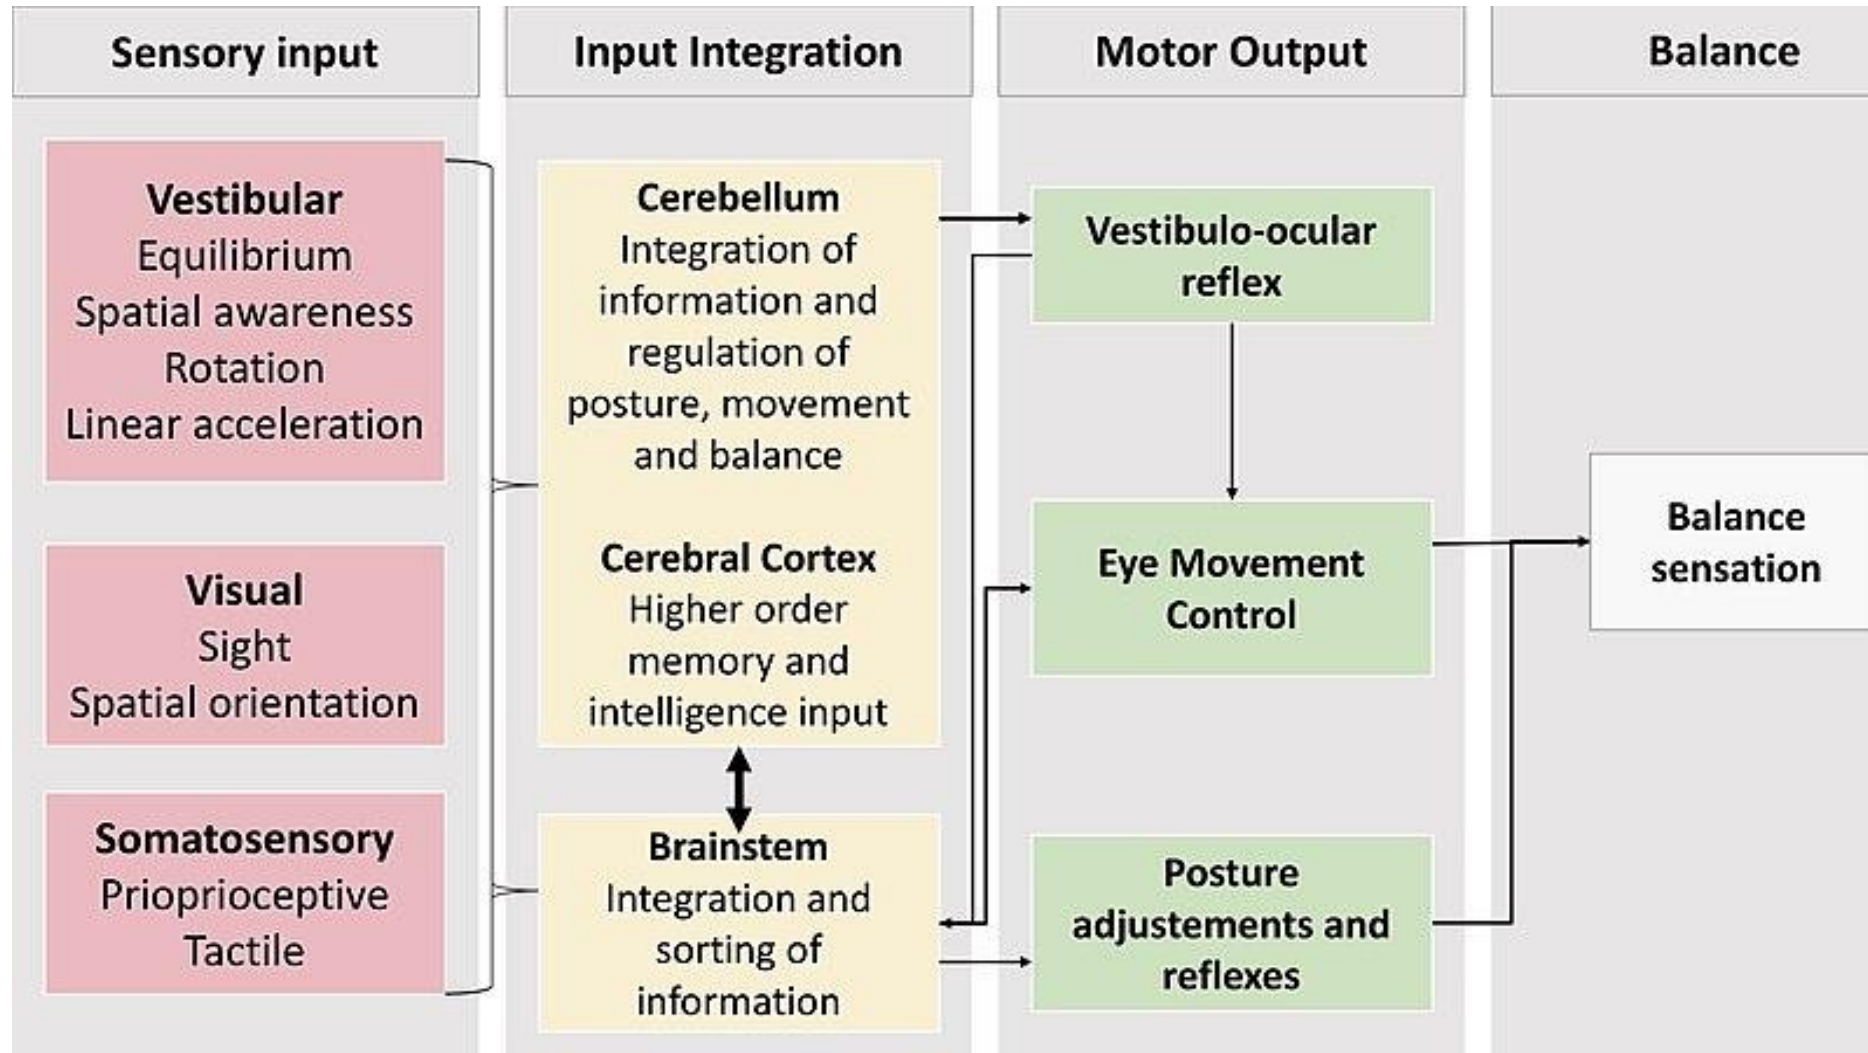 Sensory input
Input Integration
Motor Output
Balance
Vestibular
Equilibrium
Spatial awareness
Rotation
Linear acceleration
Visual
Sight
Spatial orientation
Somatosensory
Prioprioceptive
Tactile
Cerebellum
Integration of
information and
regulation of
posture, movement
and balance
Cerebral Cortex
Higher order
memory and
intelligence input
Brainstem
Integration and
sorting of
information
Vestibulo-ocular
reflex
Eye Movement
Control
Posture
adjustements and
reflexes
Balance
sensation